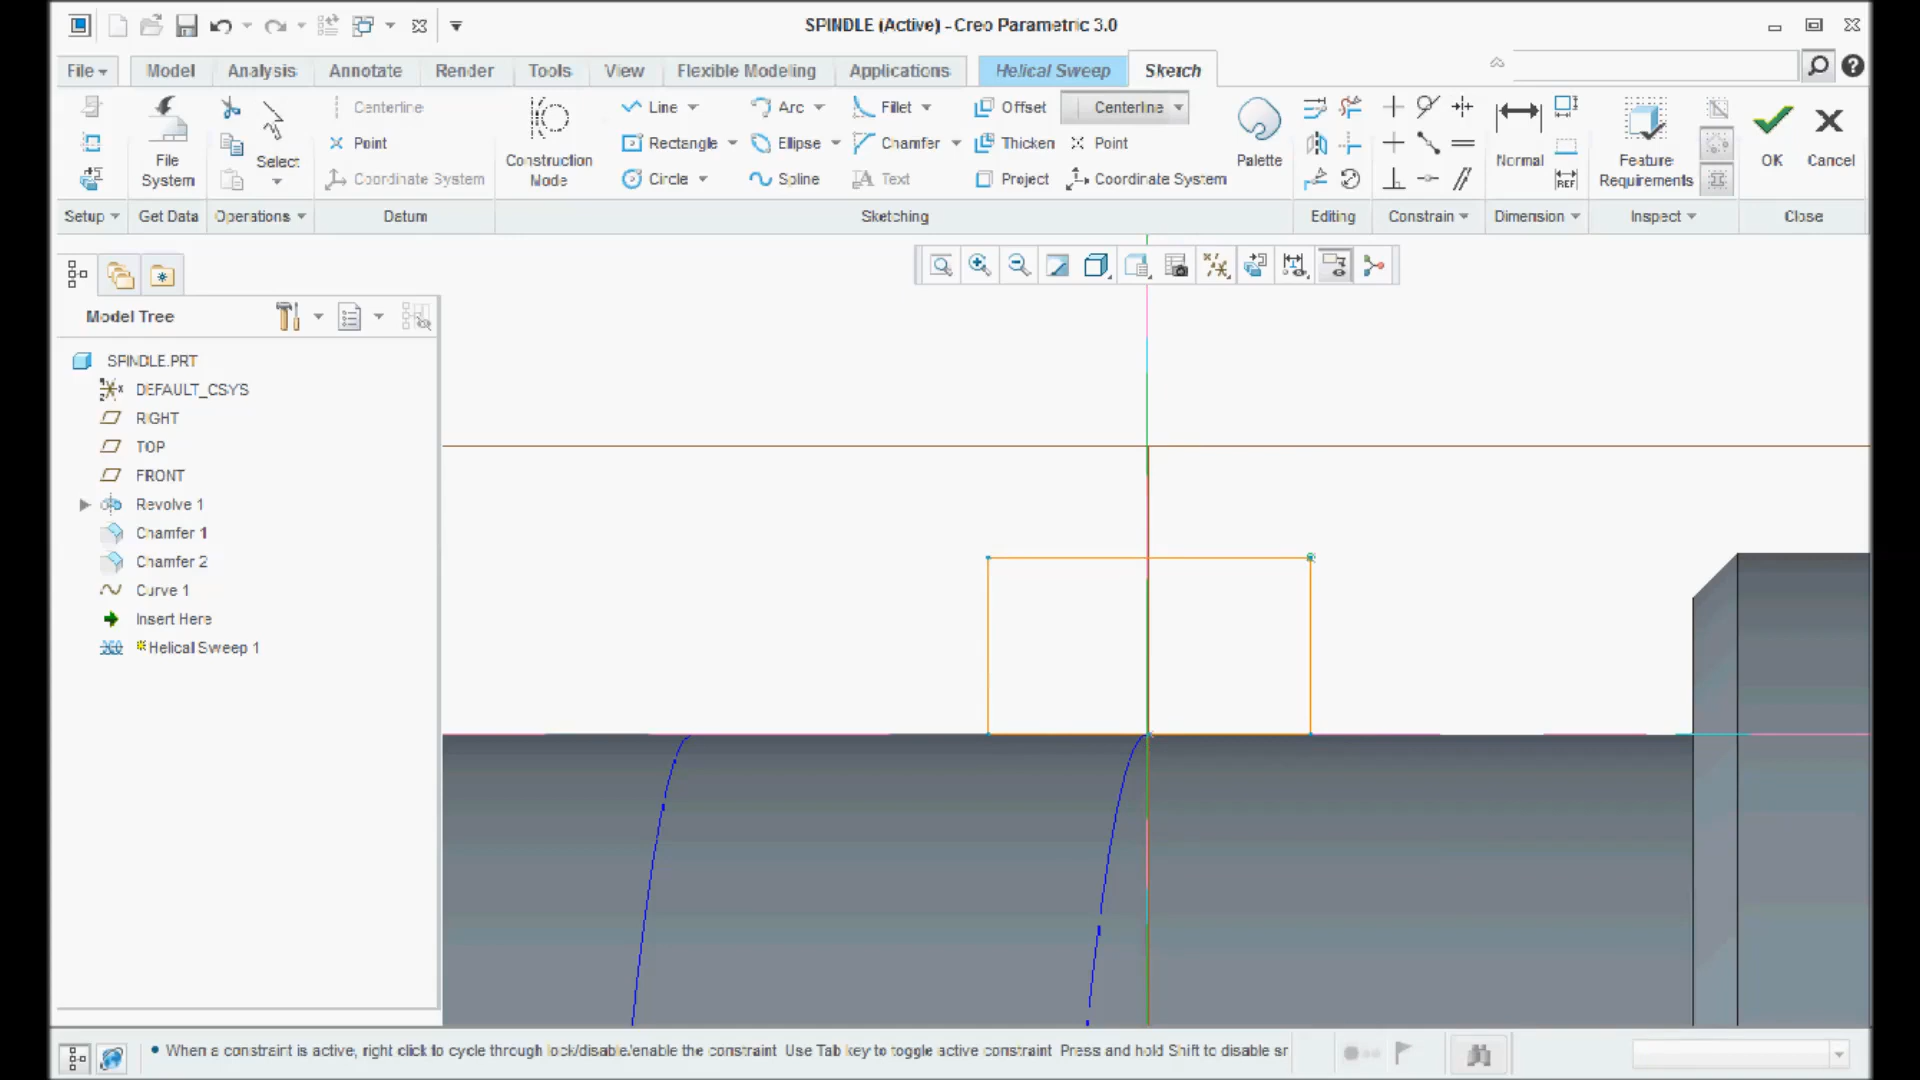 SPINDLE (Active) - Creo Parametric 3.0
File Model Analysis Annotate Render Tools View Flexible Modeling Applications Helical Sweep Sketch
Centerline Line Arc Fillet Offset Centerline
Point Rectangle Ellipse Chamfer Thicken Point
File System Select Coordinate System Construction Mode Circle Spline Text Project Coordinate System Palette Normal REF Feature Requirements OK Cancel
Setup Get Data Operations Datum Sketching Editing Constrain Dimension Inspect Close
Model Tree
SPINDLE.PRT
DEFAULT_CSYS
RIGHT
TOP
FRONT
Revolve 1
Chamfer 1
Chamfer 2
Curve 1
Insert Here
Helical Sweep 1
• When a constraint is active, right click to cycle through lock/disable/enable the constraint Use Tab key to toggle active constraint Press and hold Shift to disable sr